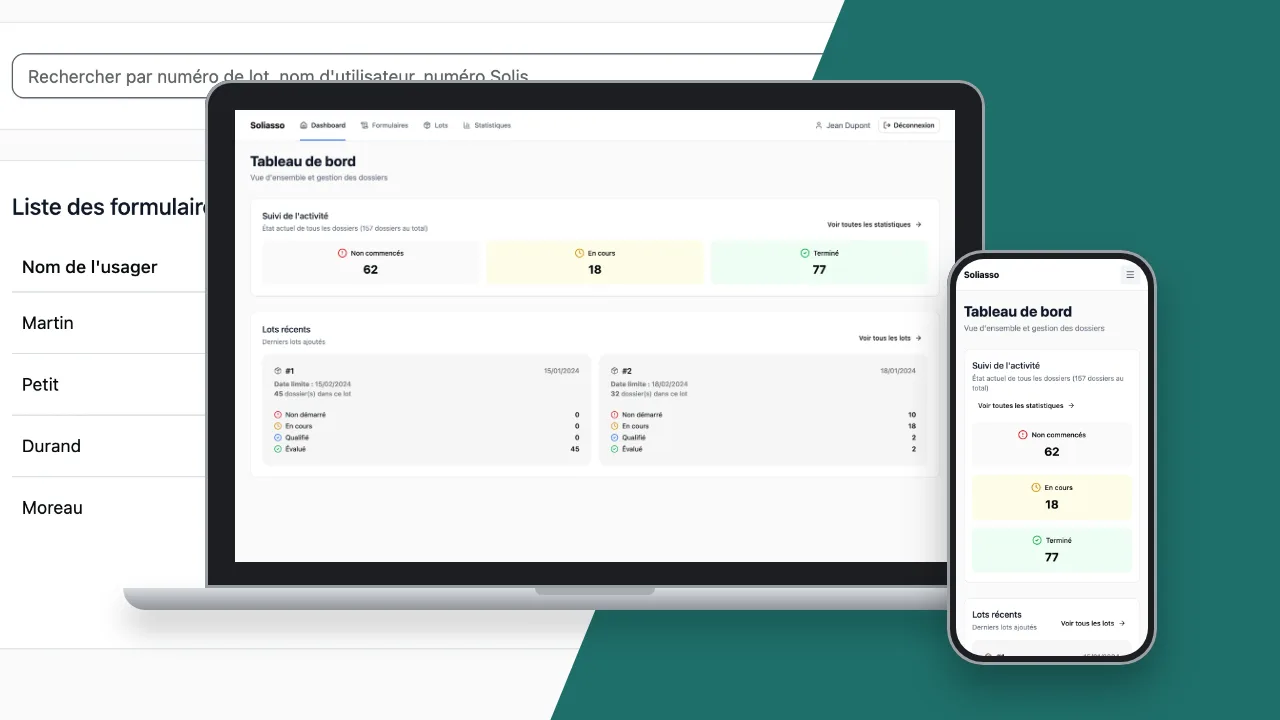 Rechercher par numéro de lot, nom d'utilisateur, numéro Solis
Liste des formulair
Nom de l'usager
Martin
Petit
Durand
Moreau
Soliasso Dashboard Formulaires Lots Statistiques Jean Dupont Déconnexion
Tableau de bord
Vue d'ensemble et gestion des dossiers
Suivi de l'activité
État actuel de tous les dossiers (157 dossiers au total)
Voir toutes les statistiques →
Non commencés En cours Terminé
62 18 77
Lots récents
Derniers lots ajoutés
Voir tous les lots →
#1 15/01/2024
Date limite : 15/02/2024
45 dossier(s) dans ce lot
Non démarré 0
En cours 0
Qualifié 0
Évalué 45
#2 18/01/2024
Date limite : 18/02/2024
32 dossier(s) dans ce lot
Non démarré 10
En cours 18
Qualifié 2
Évalué 2
Soliasso
Tableau de bord
Vue d'ensemble et gestion des dossiers
Suivi de l'activité
État actuel de tous les dossiers (157 dossiers au
total)
Voir toutes les statistiques →
Non commencés
62
En cours
18
Terminé
77
Lots récents
Derniers lots ajoutés
Voir tous les lots →